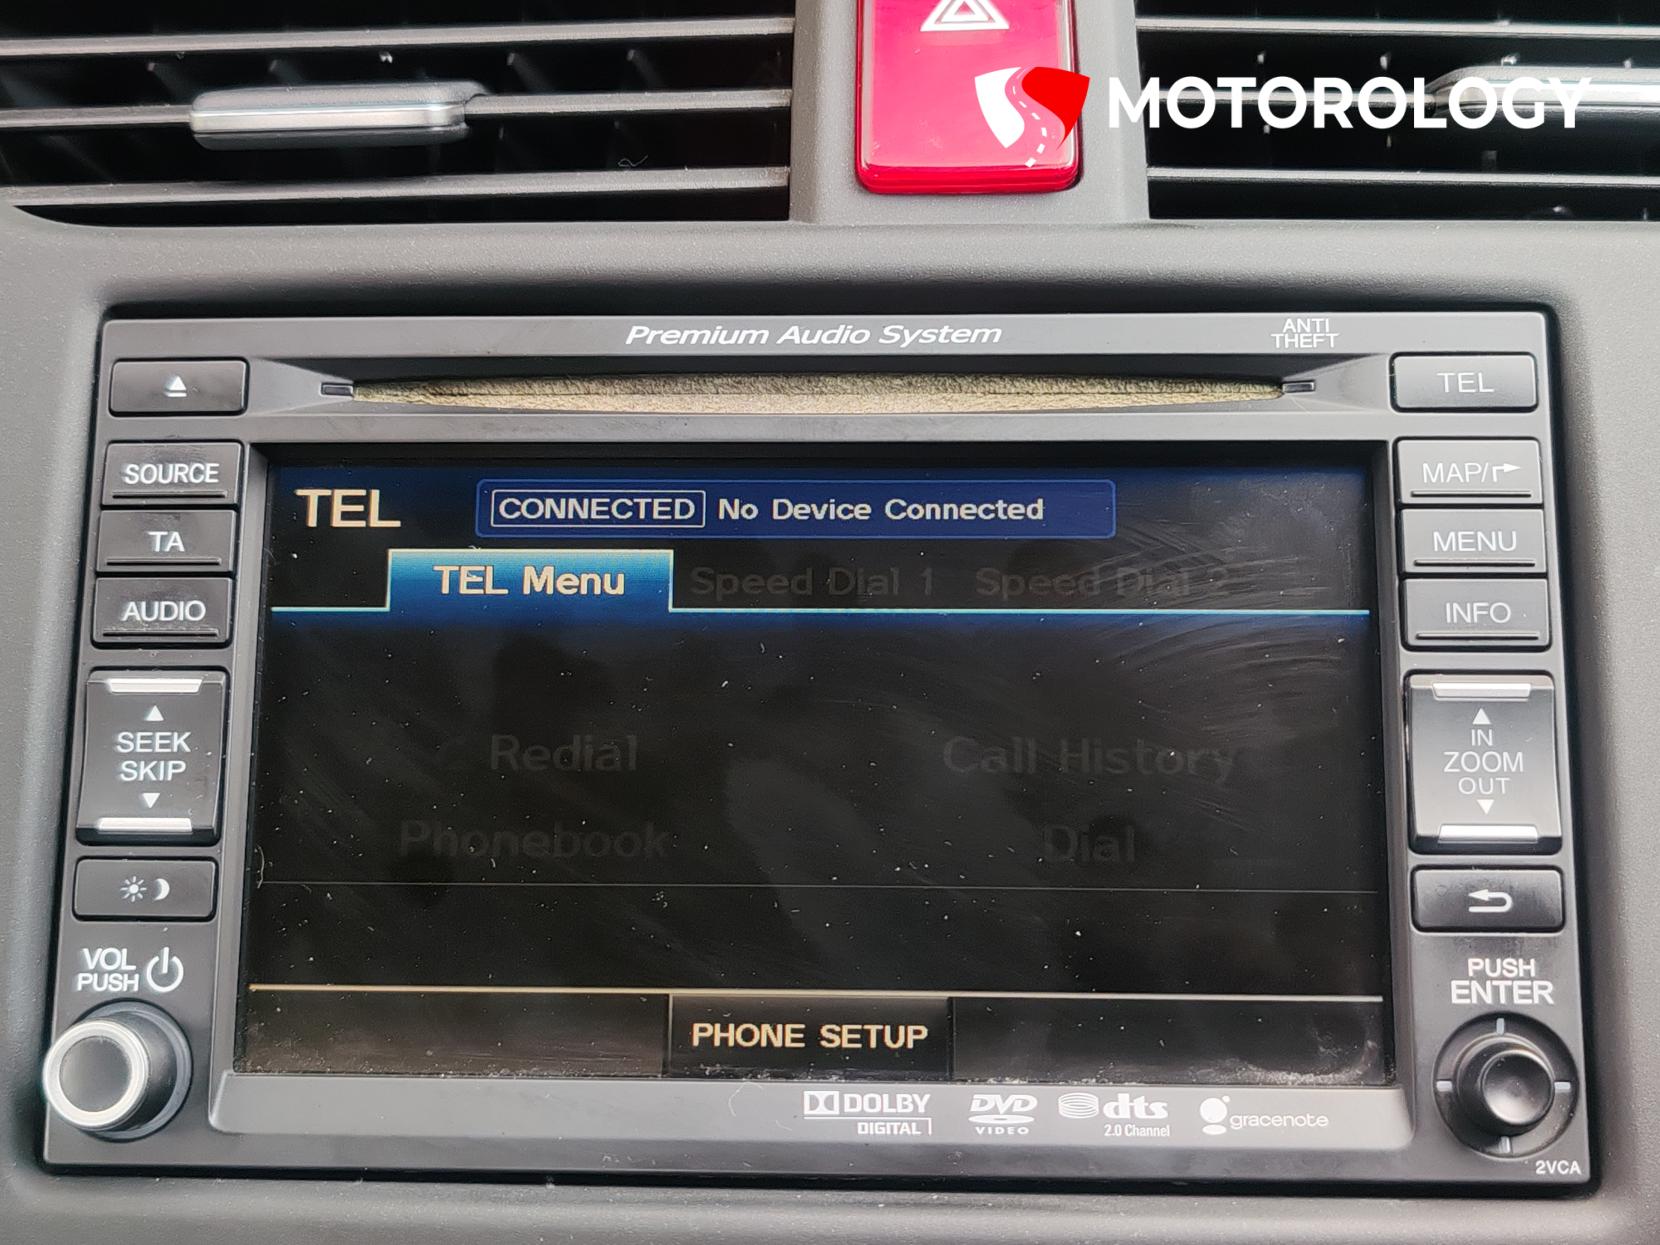 MOTOROLOGY
Premium Audio System
ANTI
THEFT
TEL
SOURCE
MAP/
TEL
CONNECTED No Device Connected
TA
MENU
TEL Menu
Speed Dial 1
Speed Dial 2
AUDIO
INFO
SEEK
SKIP
IN
ZOOM
OUT
Redial
Call History
Phonebook
Dial
VOL
PUSH
PUSH
ENTER
PHONE SETUP
DOLBY
DIGITAL
DVD
VIDEO
dts
2.0 Channel
gracenote
2VCA